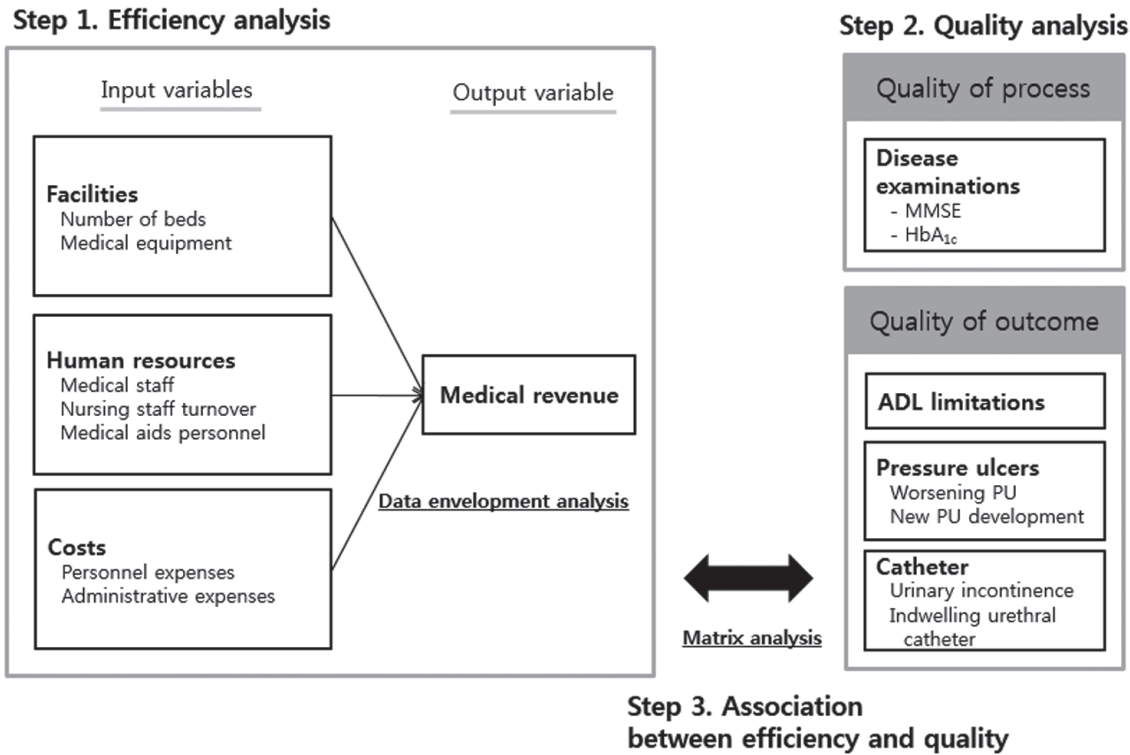 Step 1. Efficiency analysis
Input variables
Output variable
Facilities
Number of beds
Medical equipment
Human resources
Medical staff
Nursing staff turnover
Medical aids personnel
Costs
Personnel expenses
Administrative expenses
Medical revenue
Data envelopment analysis
Step 2. Quality analysis
Quality of process
Disease
examinations
- MMSE
- HbA1c
Quality of outcome
ADL limitations
Pressure ulcers
Worsening PU
New PU development
Catheter
Urinary incontinence
Indwelling urethral
catheter
Matrix analysis
Step 3. Association
between efficiency and quality